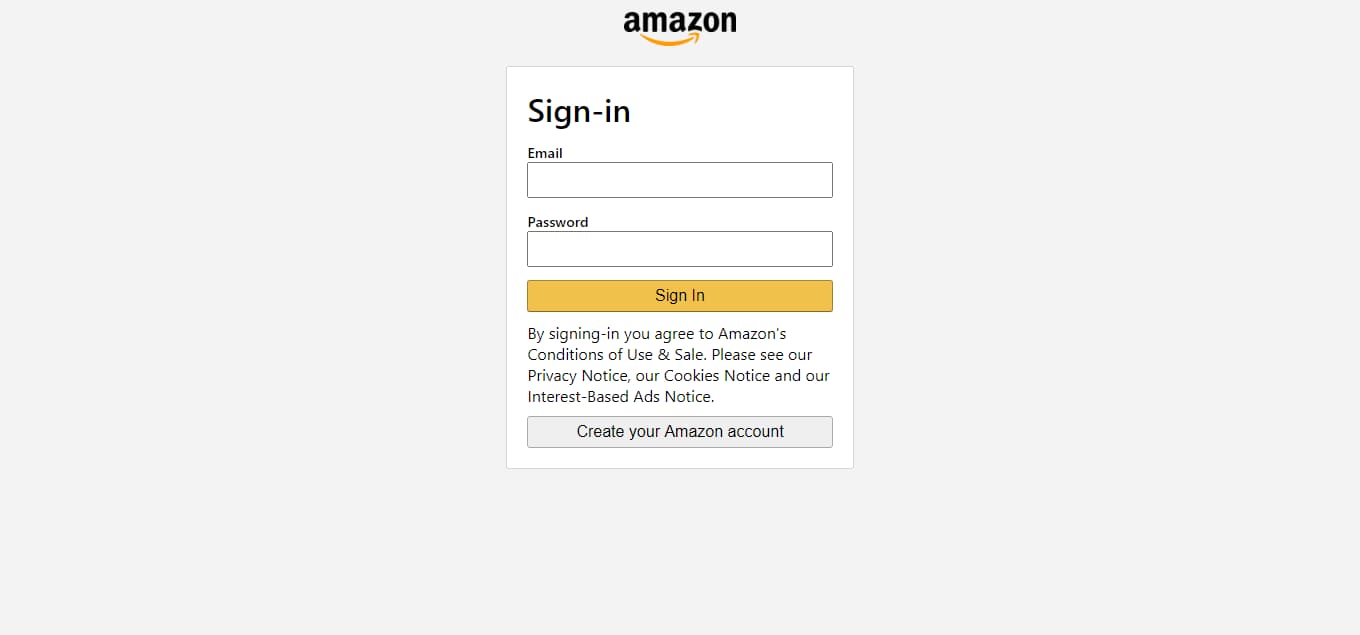 amazon
Sign-in
Email
Password
Sign In
By signing-in you agree to Amazon's
Conditions of Use & Sale. Please see our
Privacy Notice, our Cookies Notice and our
Interest-Based Ads Notice.
Create your Amazon account